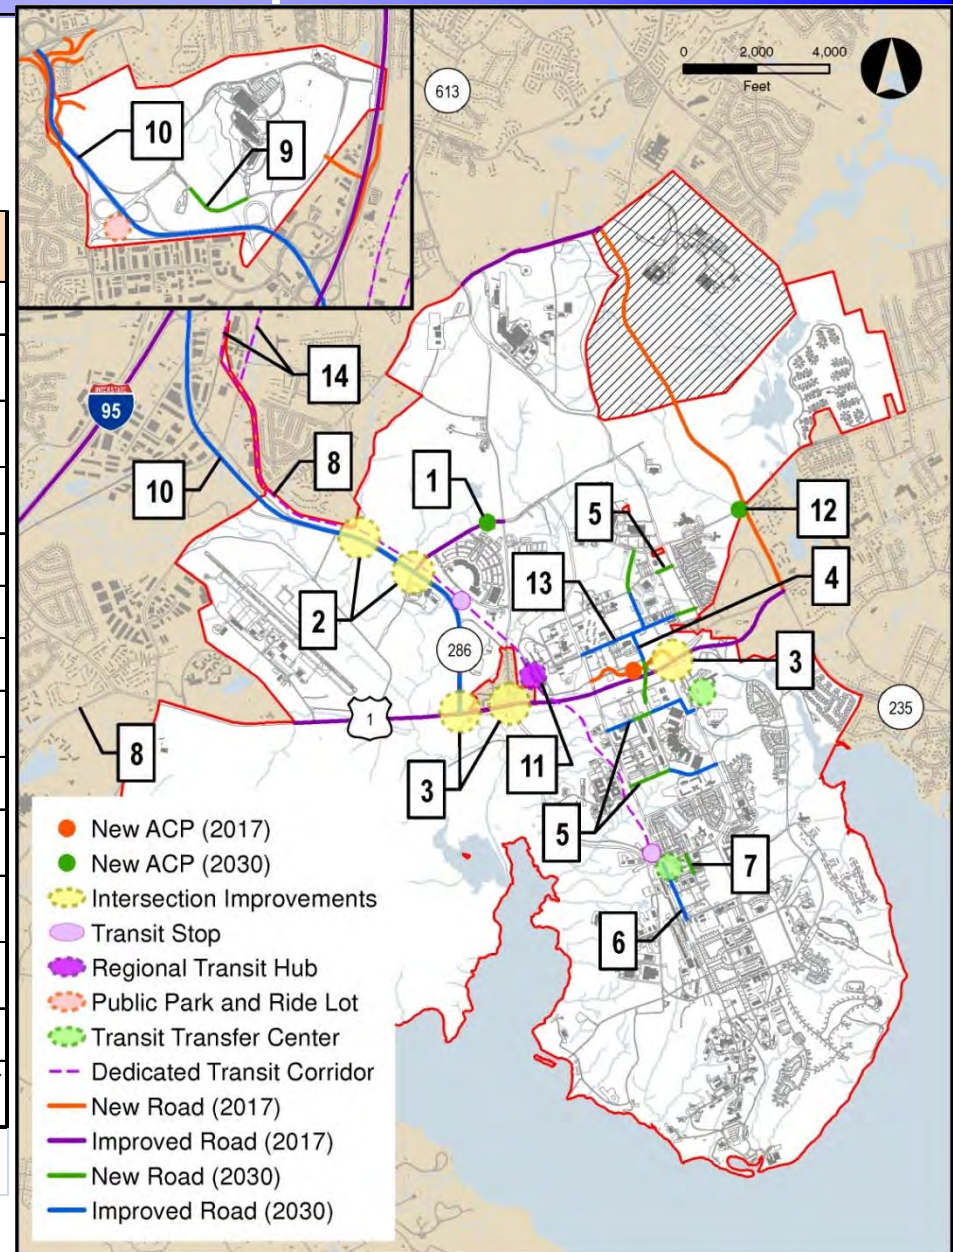 0 2,000 4,000
Feet
613
10
9
14
INTERSTATE
95
8
10
1
5
12
13
4
2
286
3
235
1
8
11
3
5
7
6
New ACP (2017)
New ACP (2030)
Intersection Improvements
Transit Stop
Regional Transit Hub
Public Park and Ride Lot
Transit Transfer Center
Dedicated Transit Corridor
New Road (2017)
Improved Road (2017)
New Road (2030)
Improved Road (2030)